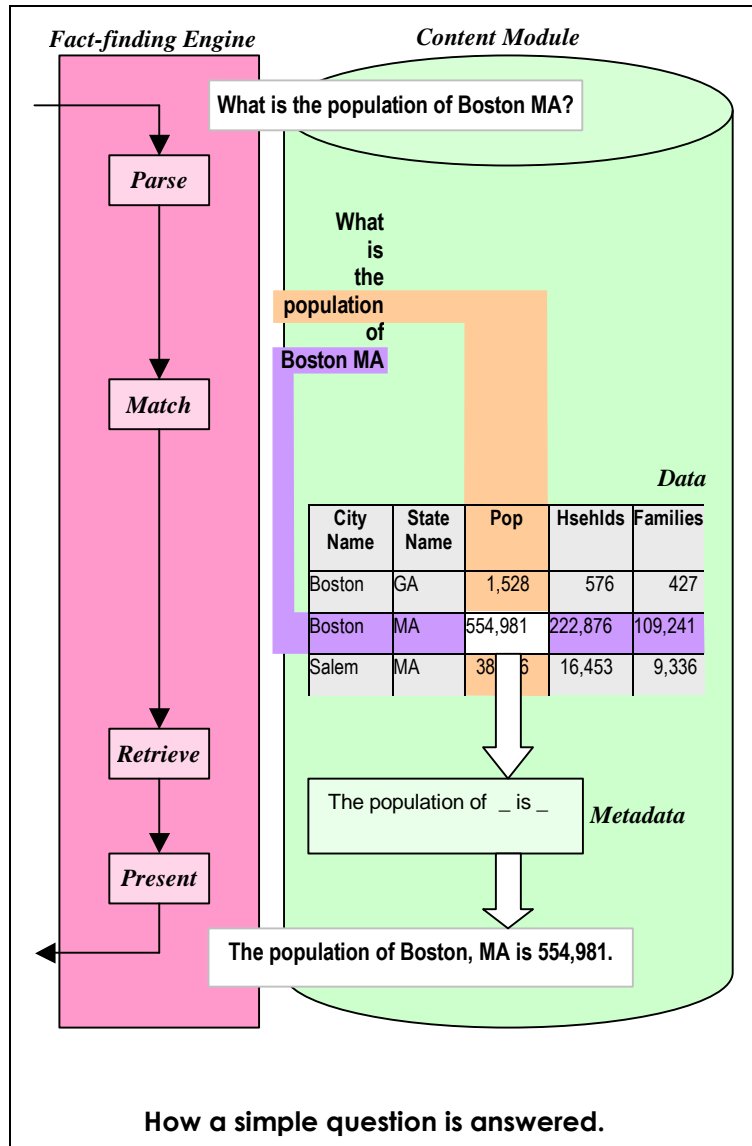 Fact-finding Engine
Content Module
What is the population of Boston MA?
Parse
What
is
the
population
of
Boston MA
Match
Data
City Name State Name Pop Hsehlds Families
Boston GA 1,528 576 427
Boston MA 554,981 222,876 109,241
Salem MA 16,453 9,336
Retrieve
The population of _ is _
Metadata
Present
The population of Boston, MA is 554,981.
How a simple question is answered.